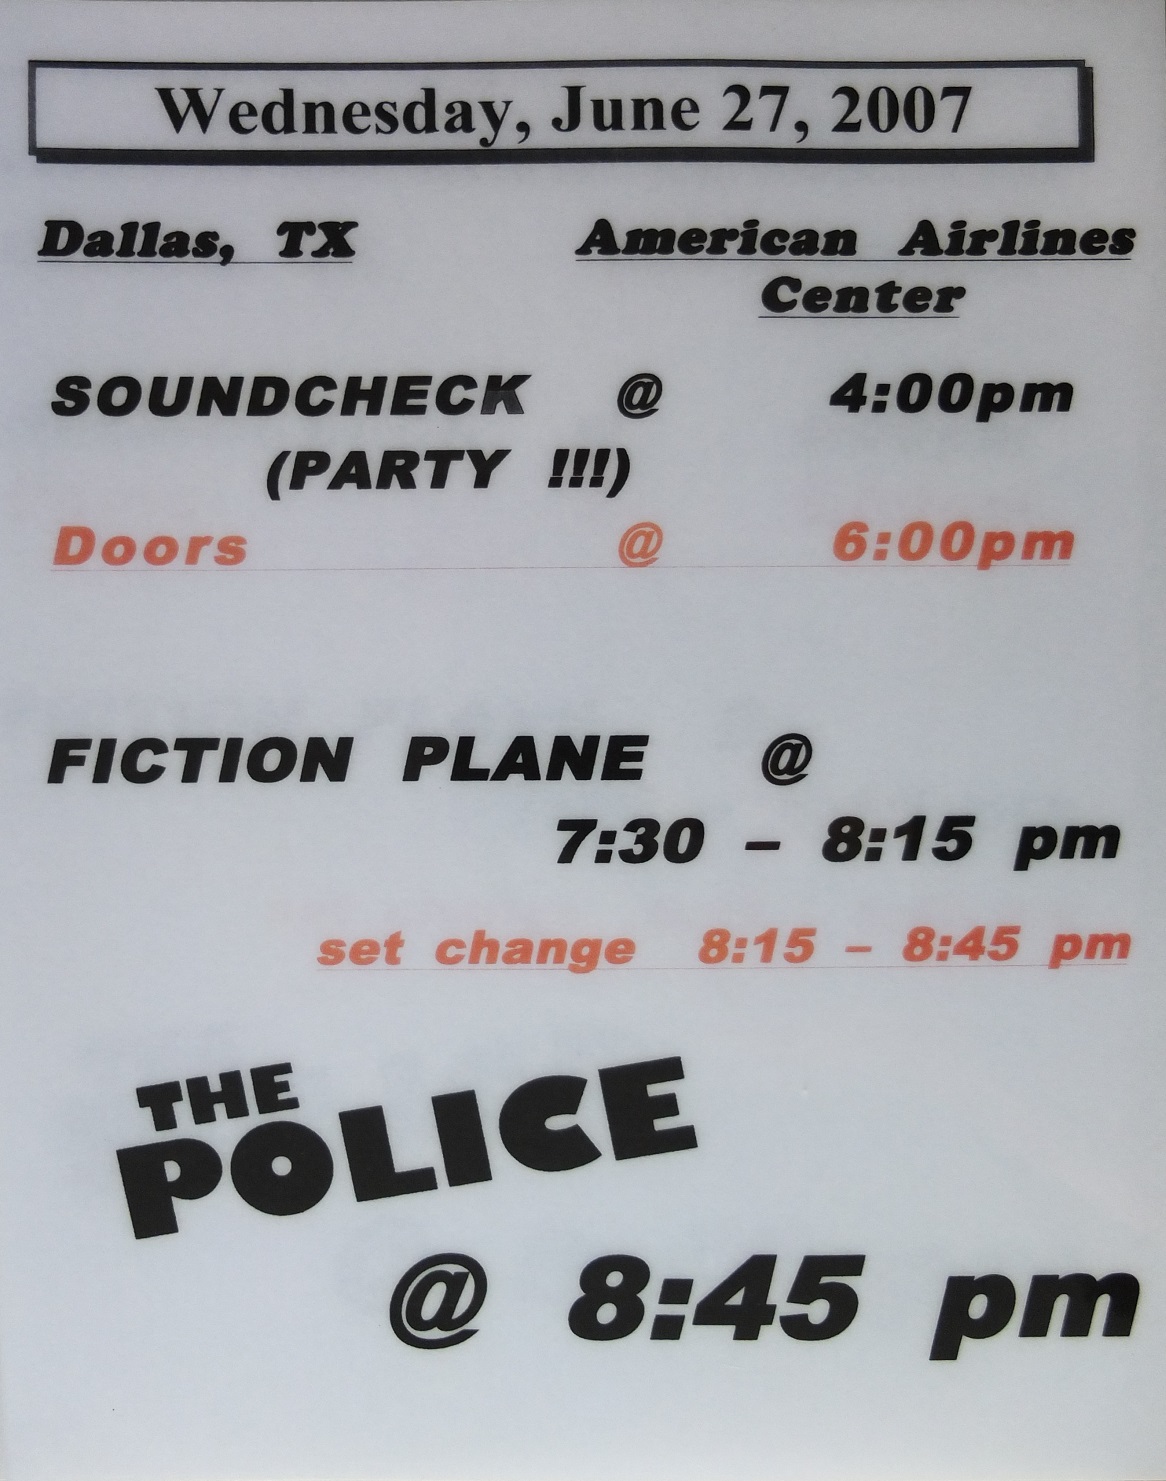 Wednesday, June 27, 2007
Dallas, TX American Airlines
Center
SOUNDCHECK @ 4:00pm
(PARTY !!!)
Doors @ 6:00pm
FICTION PLANE @
7:30 – 8:15 pm
set change 8:15 – 8:45 pm
THE
POLICE
@ 8:45 pm